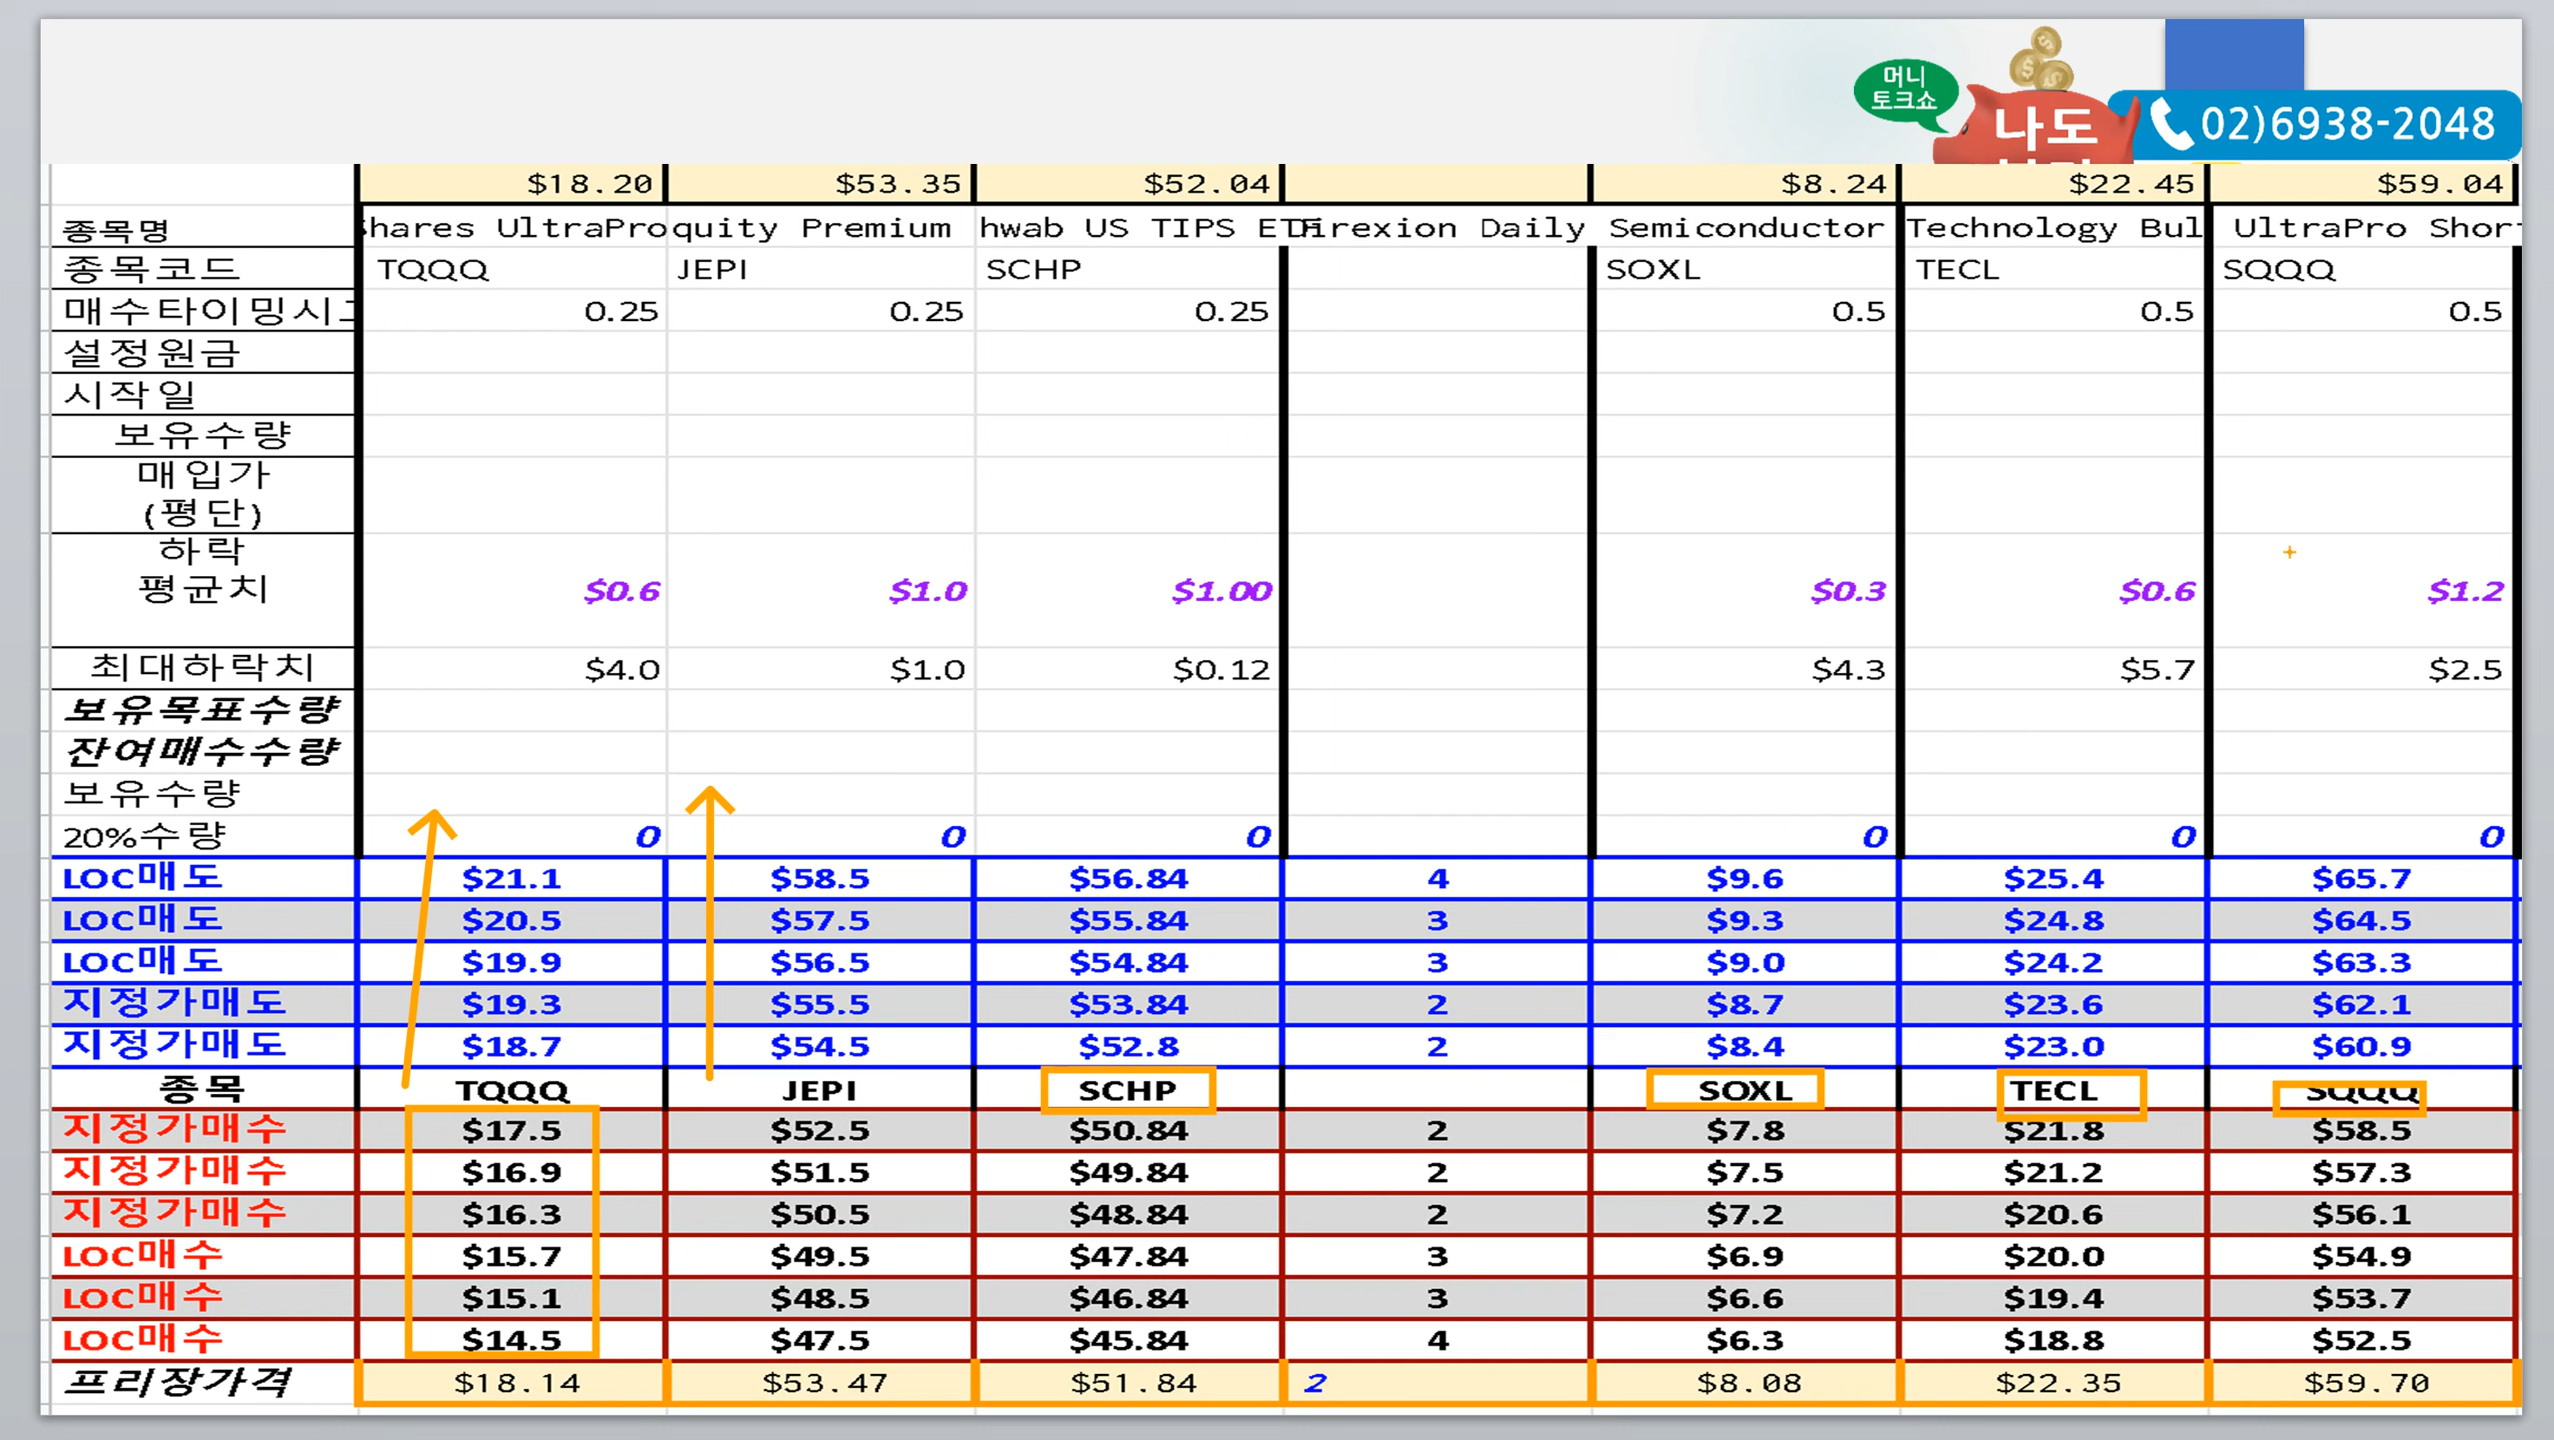 머니
토크쇼
나도
02)6938-2048
$18.20 $53.35 $52.04 $8.24 $22.45 $59.04
종목명 hares UltraPro quity Premium hwab US TIPS ET Direxion Daily Semiconductor Technology Bul UltraPro Shor
종목코드 TQQQ JEPI SCHP SOXL TECL SQQQ
매수타이밍시 0.25 0.25 0.25 0.5 0.5 0.5
설정원금
시작일
보유수량
매입가
(평단)
하락
평균치 $0.6 $1.0 $1.00 $0.3 $0.6 $1.2
최대하락치 $4.0 $1.0 $0.12 $4.3 $5.7 $2.5
보유목표수량
잔여매수수량
보유수량
20%수량 0 0 0 0 0 0
LOC매도 $21.1 $58.5 $56.84 4 $9.6 $25.4 $65.7
LOC매도 $20.5 $57.5 $55.84 3 $9.3 $24.8 $64.5
LOC매도 $19.9 $56.5 $54.84 3 $9.0 $24.2 $63.3
지정가매도 $19.3 $55.5 $53.84 2 $8.7 $23.6 $62.1
지정가매도 $18.7 $54.5 $52.8 2 $8.4 $23.0 $60.9
종목 TQQQ JEPI SCHP SOXL TECL SQQQ
지정가매수 $17.5 $52.5 $50.84 2 $7.8 $21.8 $58.5
지정가매수 $16.9 $51.5 $49.84 2 $7.5 $21.2 $57.3
지정가매수 $16.3 $50.5 $48.84 2 $7.2 $20.6 $56.1
LOC매수 $15.7 $49.5 $47.84 3 $6.9 $20.0 $54.9
LOC매수 $15.1 $48.5 $46.84 3 $6.6 $19.4 $53.7
LOC매수 $14.5 $47.5 $45.84 4 $6.3 $18.8 $52.5
프리장가격 $18.14 $53.47 $51.84 2 $8.08 $22.35 $59.70